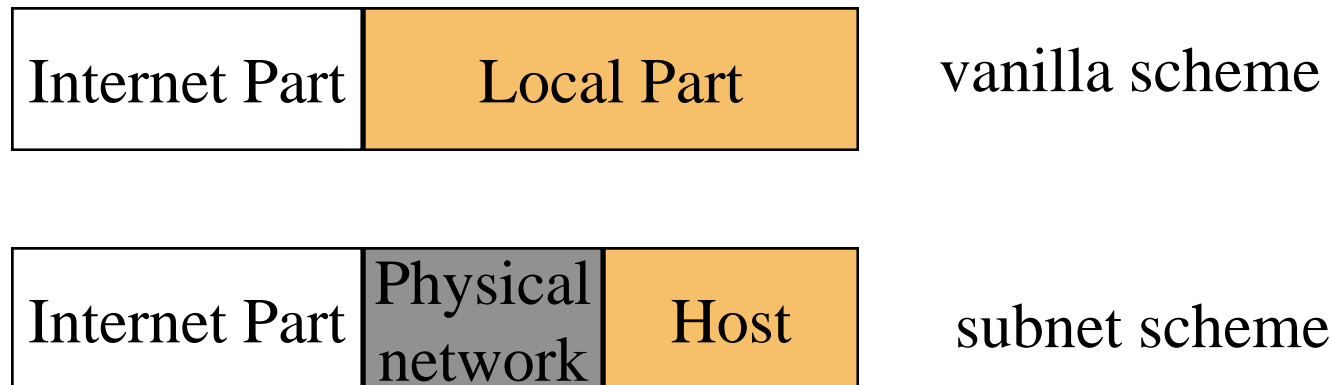 Internet Part Local Part vanilla scheme
Internet Part Physical network Host subnet scheme